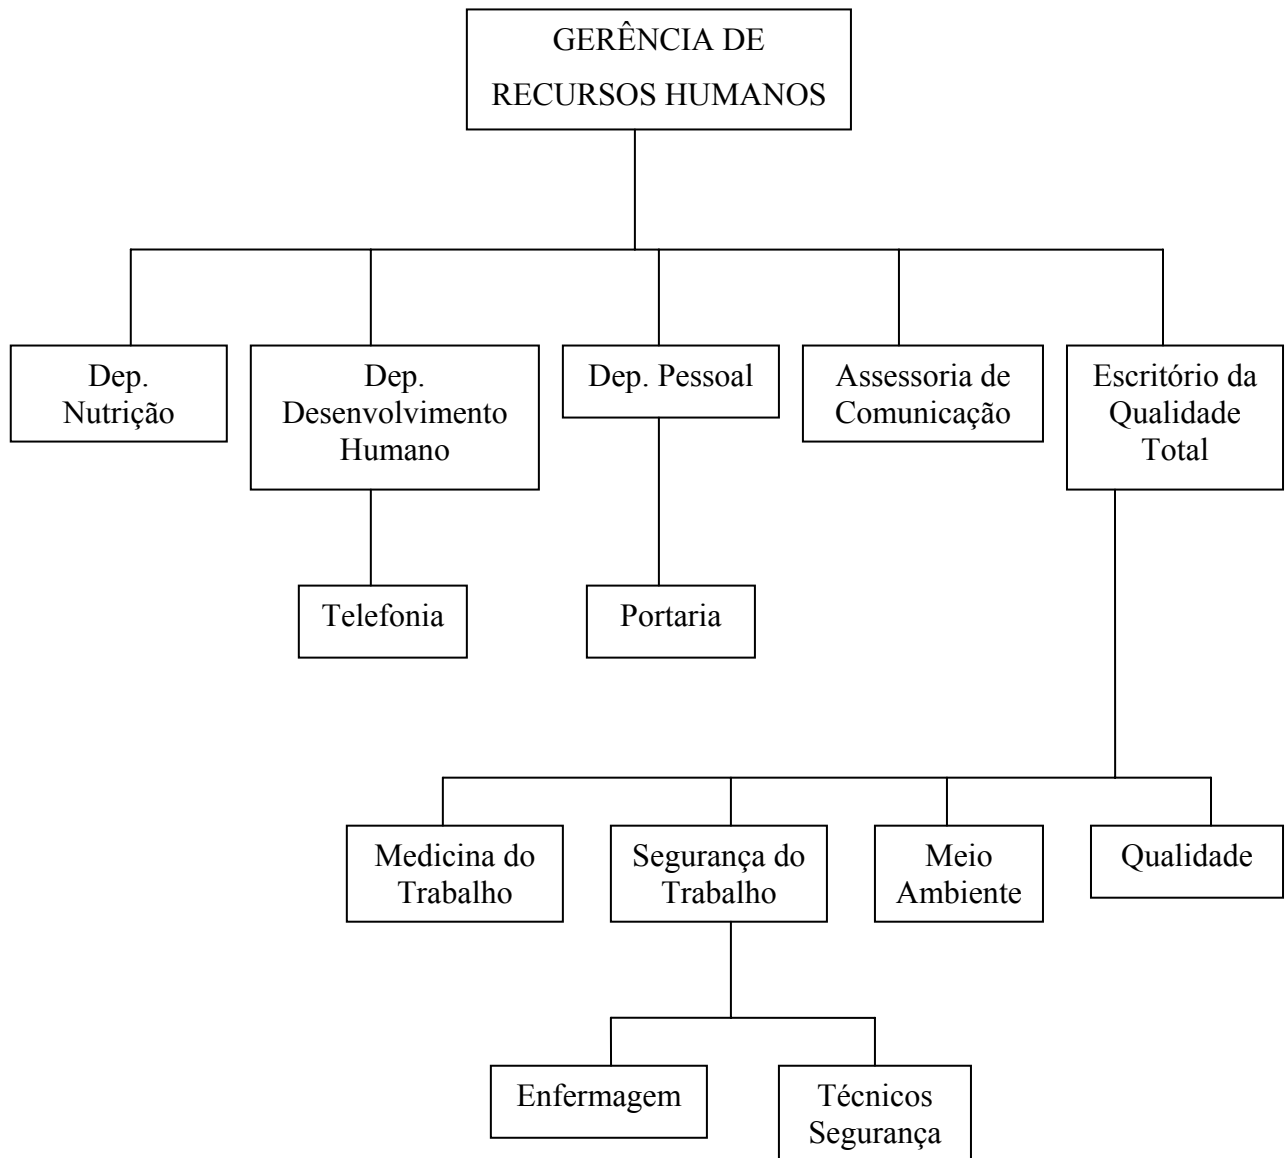 GERÊNCIA DE
RECURSOS HUMANOS
Dep.
Nutrição
Dep.
Desenvolvimento
Humano
Dep. Pessoal
Assessoria de
Comunicação
Escritório da
Qualidade
Total
Telefonia
Portaria
Medicina do
Trabalho
Segurança do
Trabalho
Meio
Ambiente
Qualidade
Enfermagem
Técnicos
Segurança